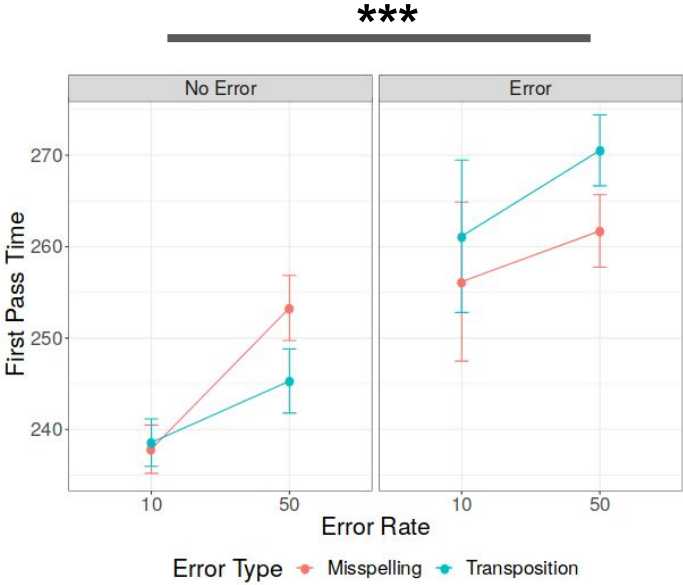 ***
No Error Error
270
260
250
240
First Pass Time
10 50 10 50
Error Rate
Error Type Misspelling Transposition